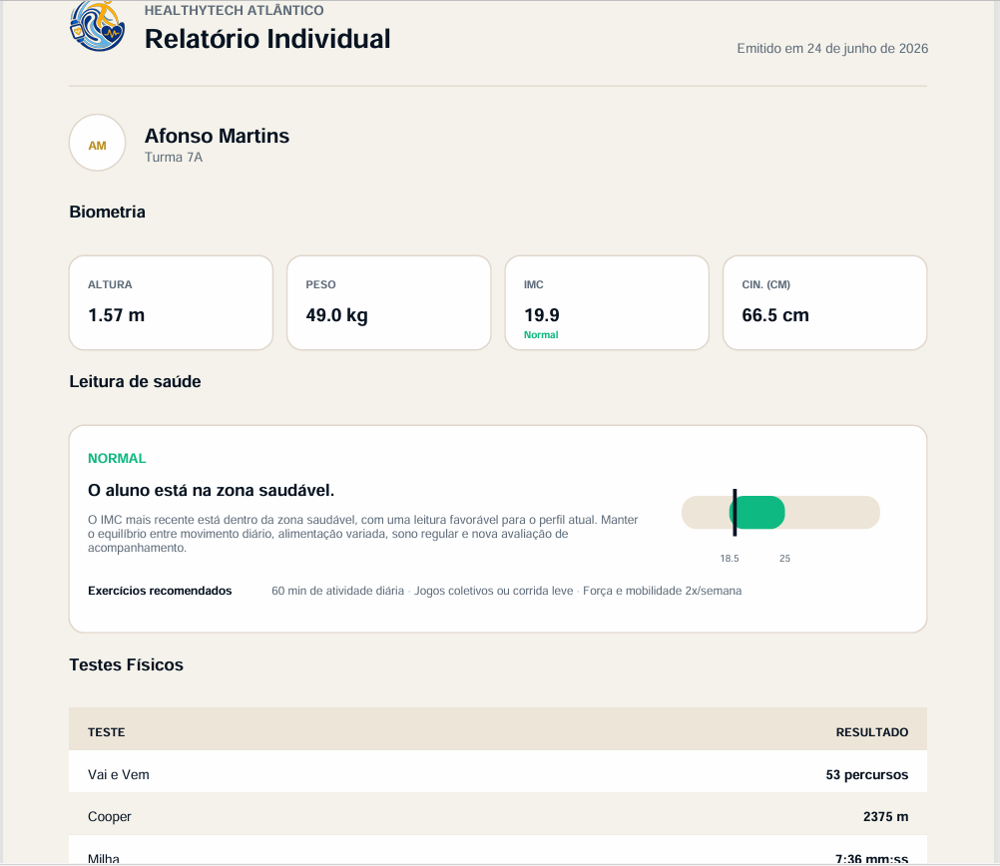 HEALTHYTECH ATLÂNTICO
Relatório Individual
Emitido em 24 de junho de 2026
AM
Afonso Martins
Turma 7A
Biometria
ALTURA
1.57 m
PESO
49.0 kg
IMC
19.9
Normal
CIN. (CM)
66.5 cm
Leitura de saúde
NORMAL
O aluno está na zona saudável.
O IMC mais recente está dentro da zona saudável, com uma leitura favorável para o perfil atual. Manter
o equilíbrio entre movimento diário, alimentação variada, sono regular e nova avaliação de
acompanhamento.
18.5 25
Exercícios recomendados 60 min de atividade diária · Jogos coletivos ou corrida leve · Força e mobilidade 2x/semana
Testes Físicos
TESTE RESULTADO
Vai e Vem 53 percursos
Cooper 2375 m
Milha 7:36 mm:ss